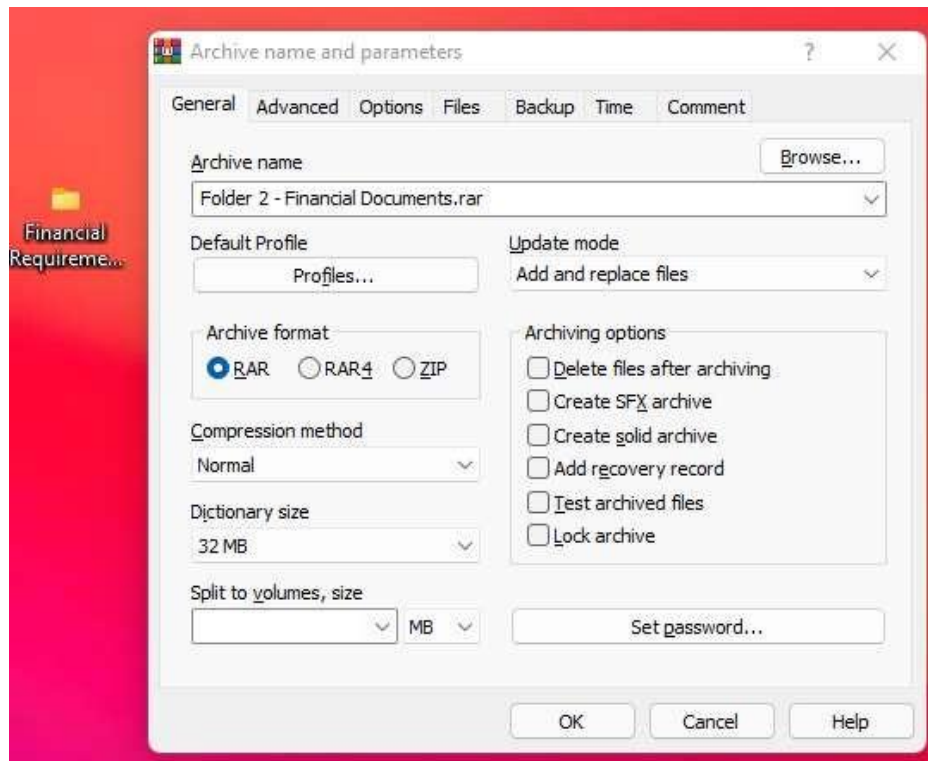 Archive name and parameters ?
General Advanced Options Files Backup Time Comment
Archive name
Browse...
Folder 2 - Financial Documents.rar
Financial
Requireme...
Default Profile
Profiles...
Update mode
Add and replace files
Archive format
RAR RAR4 ZIP
Compression method
Normal
Dictionary size
32 MB
Split to volumes, size
MB
Archiving options
Delete files after archiving
Create SFX archive
Create solid archive
Add recovery record
Test archived files
Lock archive
Set password...
OK Cancel Help